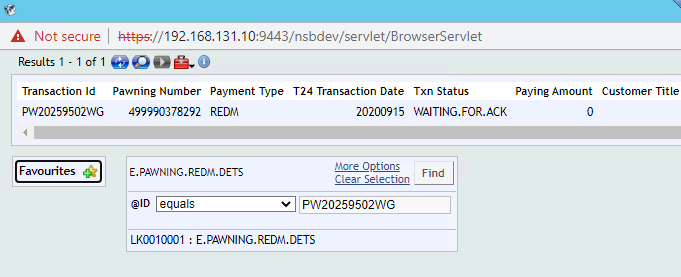 Not secure https://192.168.131.10:9443/nsbdev/servlet/BrowserServlet
Results 1 - 1 of 1
Transaction Id Pawning Number Payment Type T24 Transaction Date Txn Status Paying Amount Customer Title
PW20259502WG 499990378292 REDM 20200915 WAITING.FOR.ACK 0
Favourites
E.PAWNING.REDM.DETS More Options Find
Clear Selection
@ID equals PW20259502WG
LK0010001 : E.PAWNING.REDM.DETS